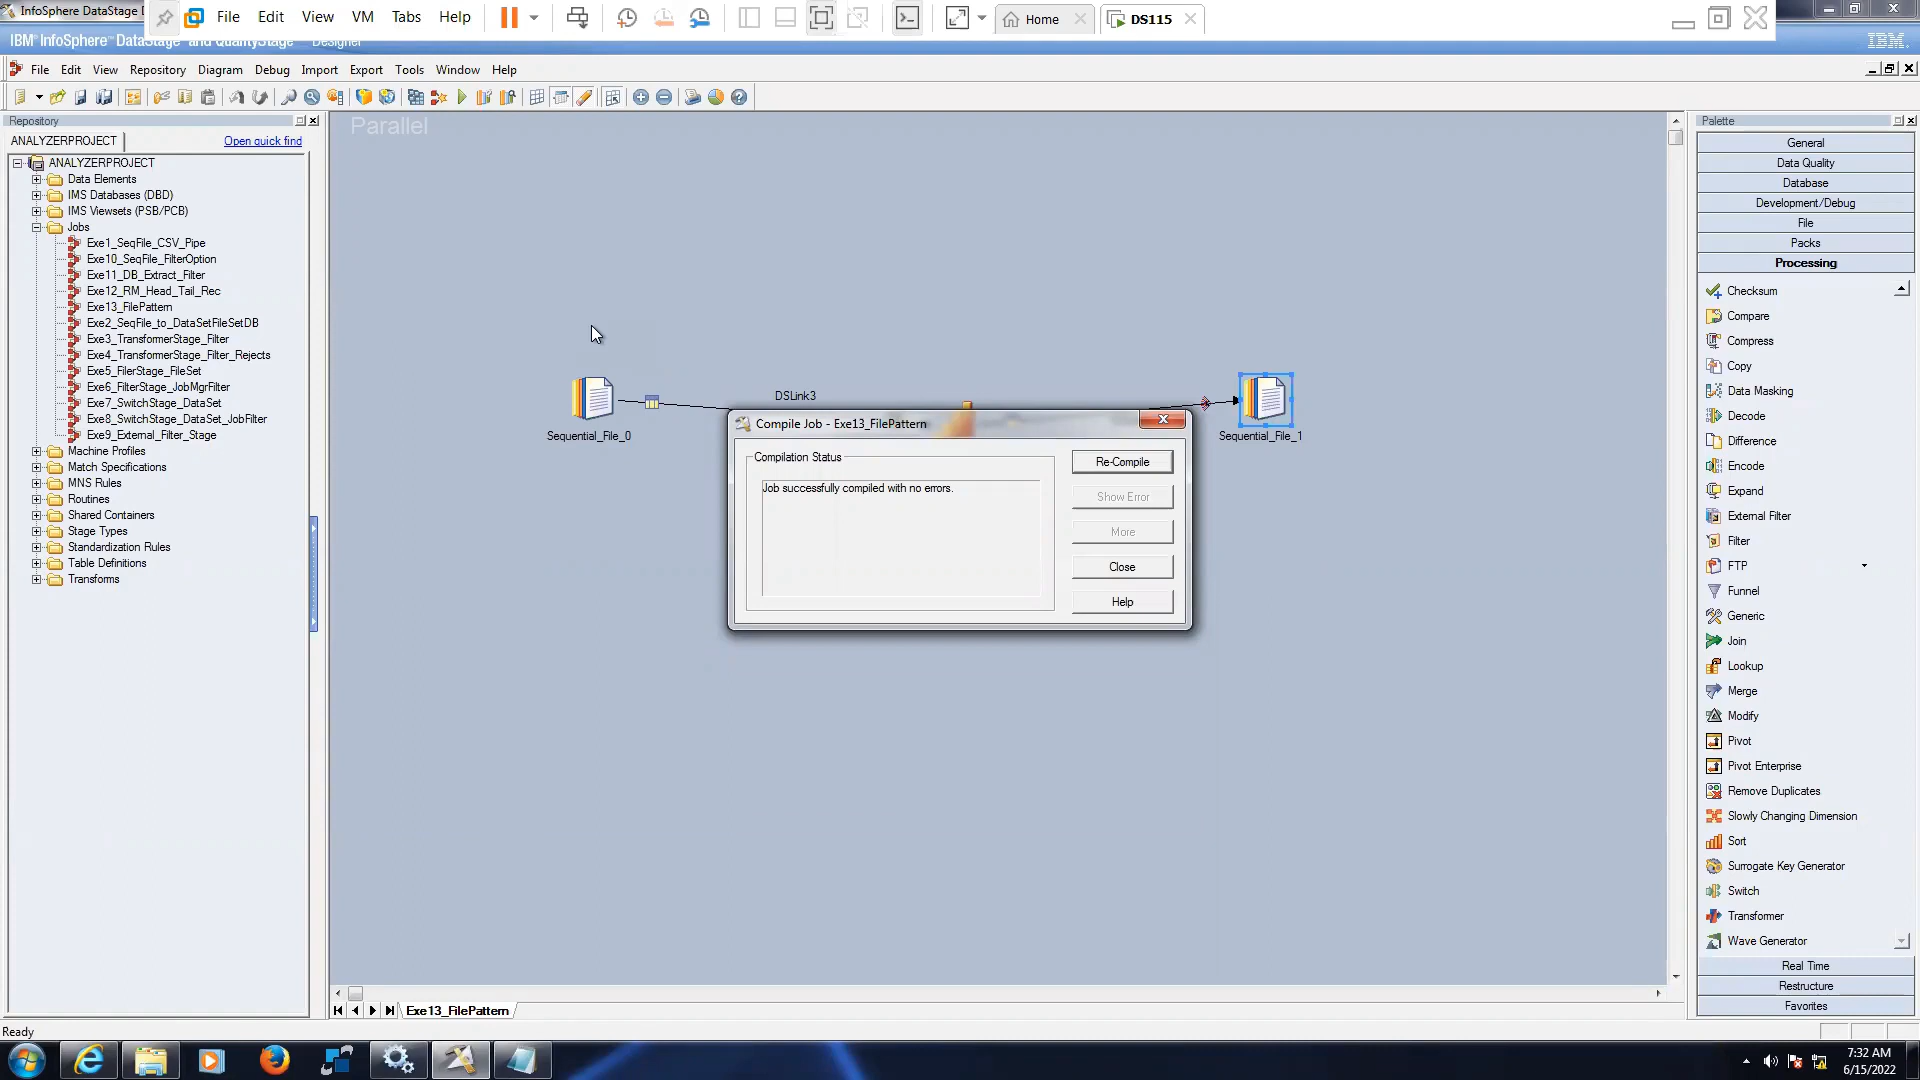 InfoSphere DataStage D
File Edit View VM Tabs Help
Home
DS115
IBM® InfoSphere™ DataStage® and QualityStage™ Designer
IBM
File Edit View Repository Diagram Debug Import Export Tools Window Help
Repository
ANALYZERPROJECT
Open quick find
ANALYZERPROJECT
Data Elements
IMS Databases (DBD)
IMS Viewsets (PSB/PCB)
Jobs
Exe1_SeqFile_CSV_Pipe
Exe10_SeqFile_FilterOption
Exe11_DB_Extract_Filter
Exe12_RM_Head_Tail_Rec
Exe13_FilePattern
Exe2_SeqFile_to_DataSetFileSetDB
Exe3_TransformerStage_Filter
Exe4_TransformerStage_Filter_Rejects
Exe5_FilerStage_FileSet
Exe6_FilterStage_JobMgrFilter
Exe7_SwitchStage_DataSet
Exe8_SwitchStage_DataSet_JobFilter
Exe9_External_Filter_Stage
Machine Profiles
Match Specifications
MNS Rules
Routines
Shared Containers
Stage Types
Standardization Rules
Table Definitions
Transforms
Parallel
Sequential_File_0
DSLink3
Sequential_File_1
Compile Job - Exe13_FilePattern
Compilation Status
Job successfully compiled with no errors.
Re-Compile
Show Error
More
Close
Help
Exe13_FilePattern
Palette
General
Data Quality
Database
Development/Debug
File
Packs
Processing
Checksum
Compare
Compress
Copy
Data Masking
Decode
Difference
Encode
Expand
External Filter
Filter
FTP
Funnel
Generic
Join
Lookup
Merge
Modify
Pivot
Pivot Enterprise
Remove Duplicates
Slowly Changing Dimension
Sort
Surrogate Key Generator
Switch
Transformer
Wave Generator
Real Time
Restructure
Favorites
Ready
7:32 AM
6/15/2022